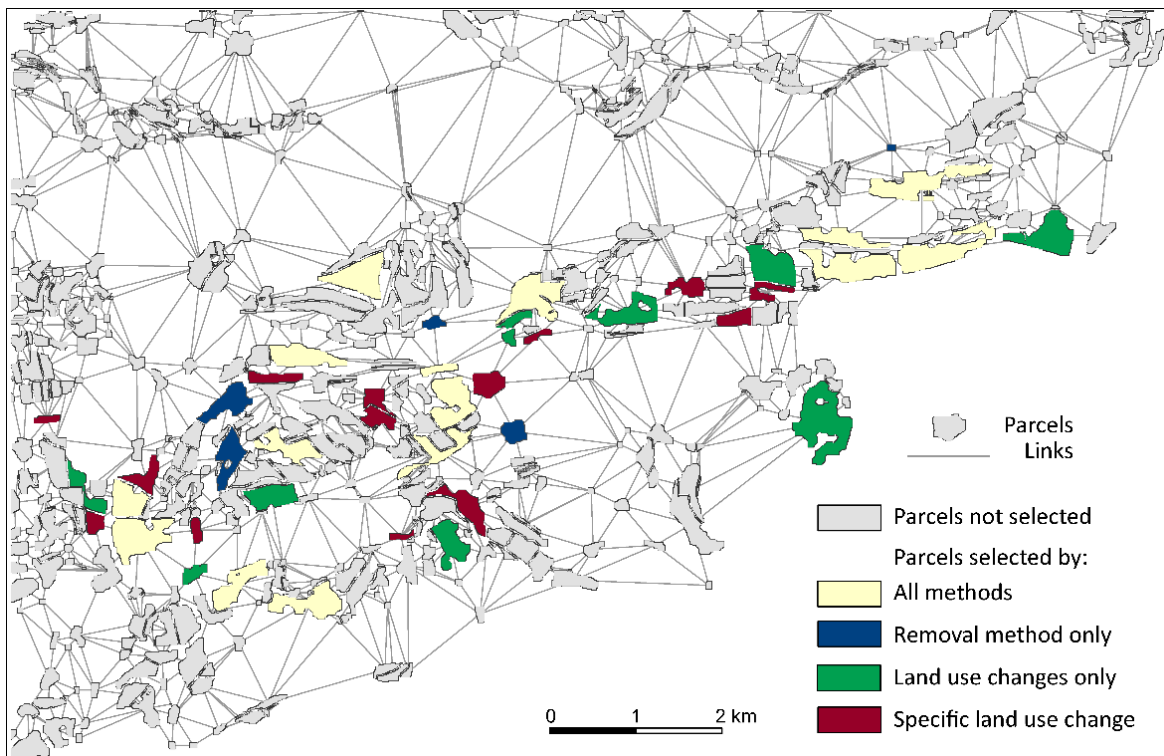 Parcels
Links
Parcels not selected
Parcels selected by:
All methods
Removal method only
Land use changes only
Specific land use change
0 1 2 km